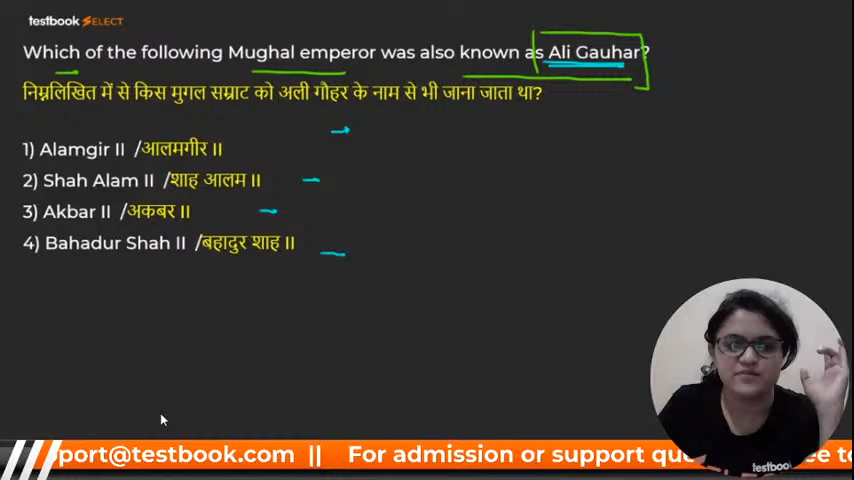 testbook SELECT
Which of the following Mughal emperor was also known as Ali Gauhar?
निम्नलिखित में से किस मुगल सम्राट को अली गौहर के नाम से भी जाना जाता था?
1) Alamgir II /आलमगीर II
2) Shah Alam II /शाह आलम II
3) Akbar II /अकबर II
4) Bahadur Shah II /बहादुर शाह II
testbook
port@testbook.com || For admission or support que ee to